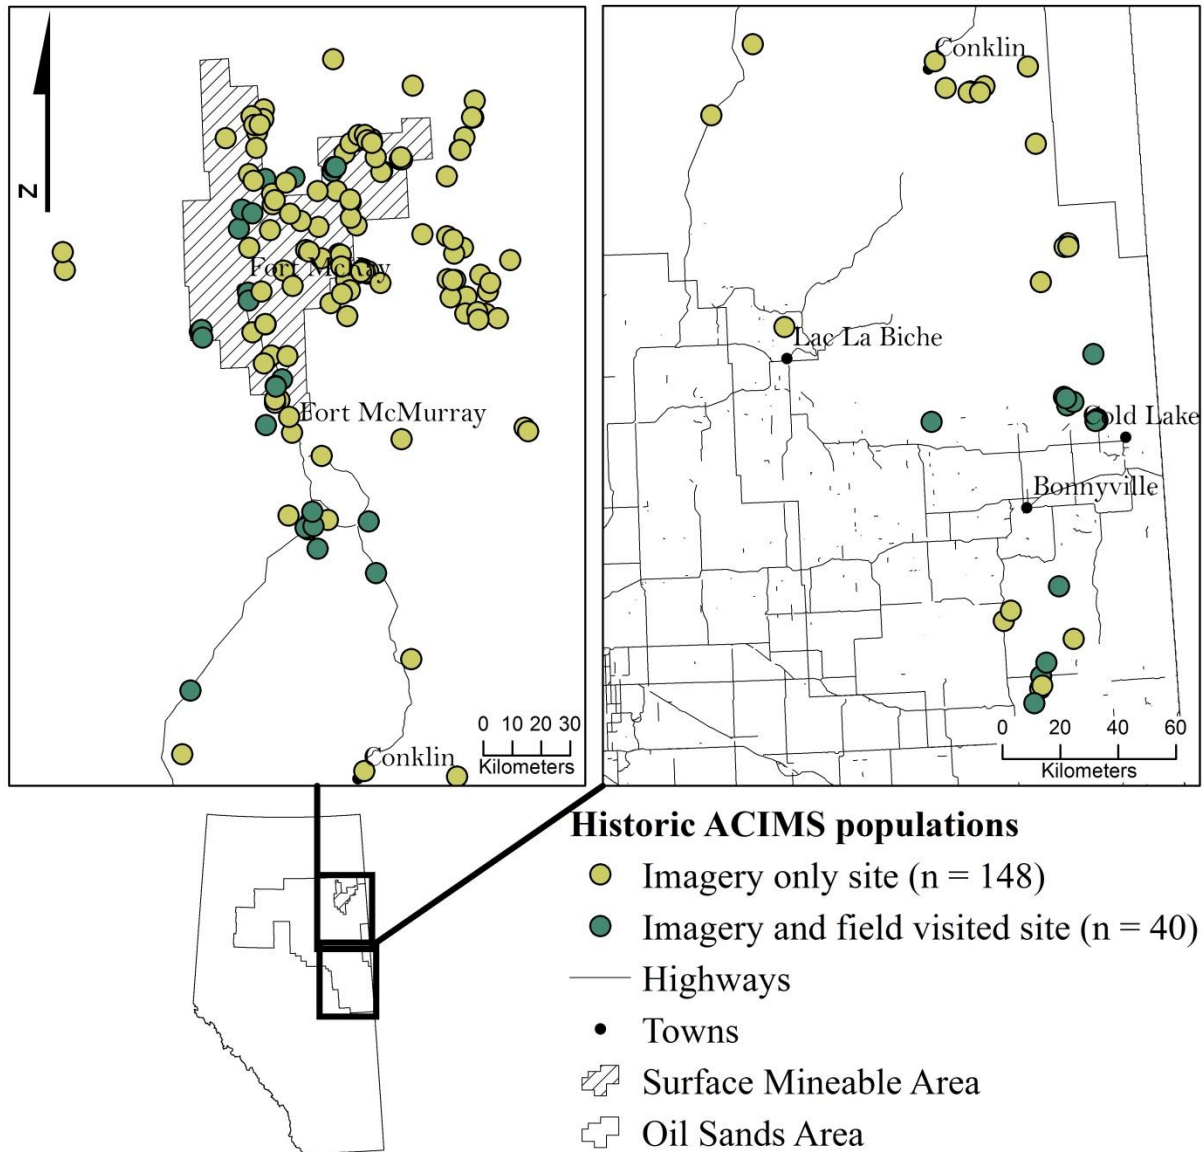 N
Fort McKay
Fort McMurray
Conklin
0 10 20 30
Kilometers
Conklin
Lac La Biche
Cold Lake
Bonnyville
0 20 40 60
Kilometers
Historic ACIMS populations
Imagery only site (n = 148)
Imagery and field visited site (n = 40)
Highways
Towns
Surface Mineable Area
Oil Sands Area